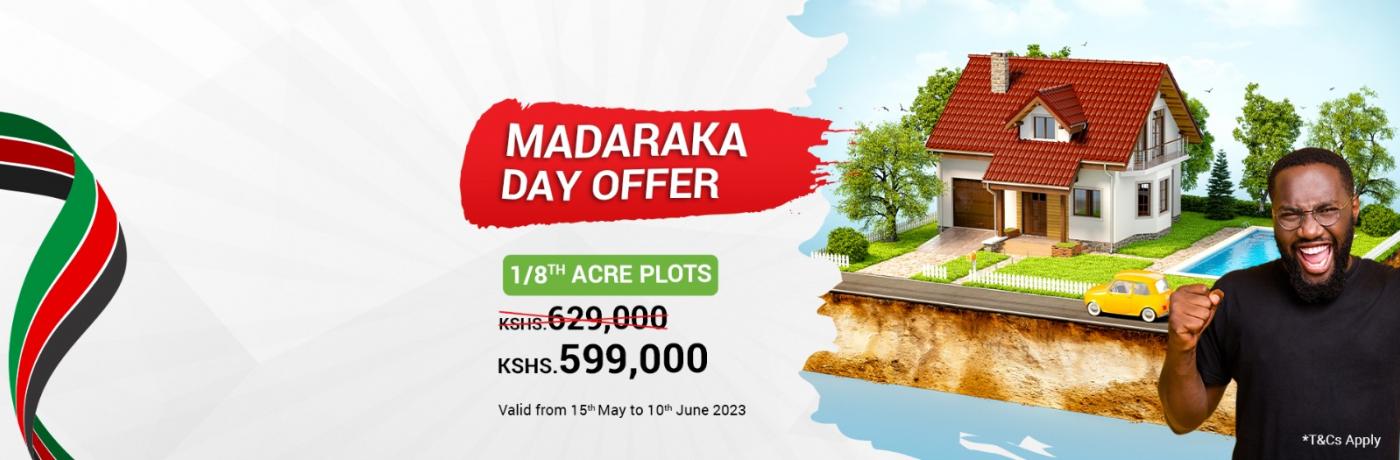 MADARAKA
DAY OFFER
1/8TH ACRE PLOTS
KSHS.629,000
KSHS.599,000
Valid from 15th May to 10th June 2023
*T&Cs Apply